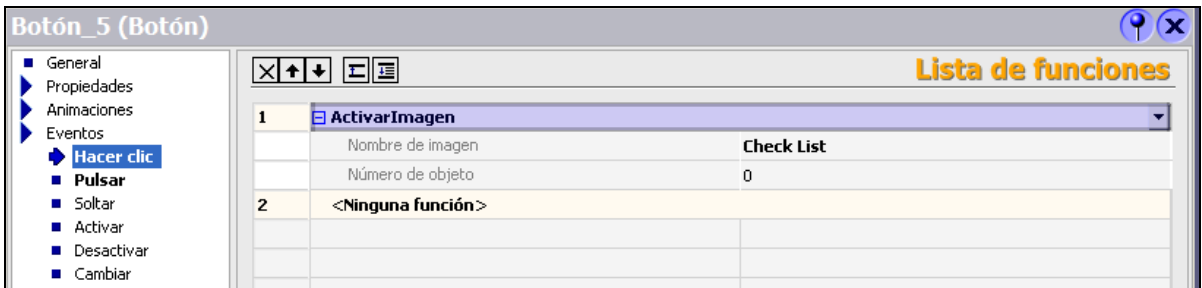 Botón_5 (Botón)
General
Propiedades
Animaciones
Eventos
Hacer clic
Pulsar
Soltar
Activar
Desactivar
Cambiar
Lista de funciones
1 ActivarImagen
Nombre de imagen Check List
Número de objeto 0
2 <Ninguna función>